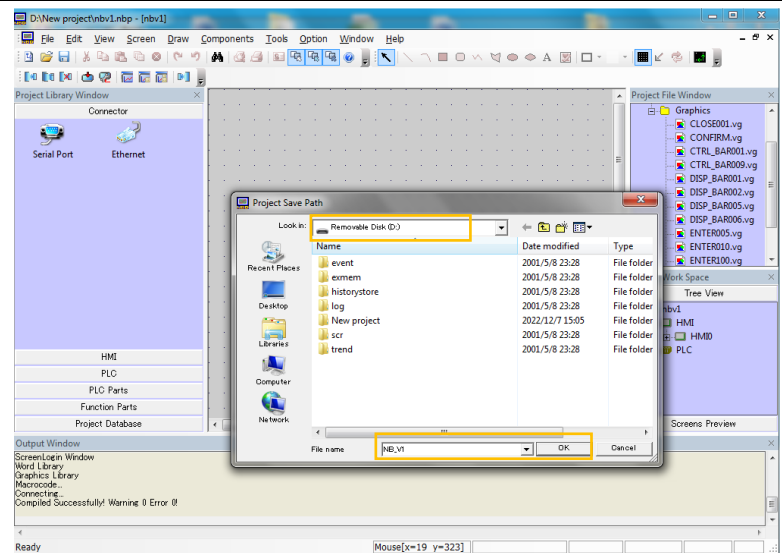 D:\New project\nbv1.nbp - [nbv1]
File Edit View Screen Draw Components Tools Option Window Help
Project Library Window
Connector
Serial Port Ethernet
HMI
PLC
PLC Parts
Function Parts
Project Database
Project File Window
Graphics
CLOSE001.vg
CONFIRM.vg
CTRL_BAR001.vg
CTRL_BAR009.vg
DISP_BAR001.vg
DISP_BAR002.vg
DISP_BAR005.vg
DISP_BAR006.vg
ENTER005.vg
ENTER010.vg
ENTER100.vg
Work Space
Tree View
nbv1
HMI
HMI0
PLC
Screens Preview
Project Save Path
Look in: Removable Disk (D:)
Recent Places
Desktop
Libraries
Computer
Network
Name Date modified Type
event 2001/5/8 23:28 File folder
exmem 2001/5/8 23:28 File folder
historystore 2001/5/8 23:28 File folder
log 2001/5/8 23:28 File folder
New project 2022/12/7 15:05 File folder
scr 2001/5/8 23:28 File folder
trend 2001/5/8 23:28 File folder
File name NB_V1 OK Cancel
Output Window
ScreenLogin Window
Word Library
Graphics Library
Macrocode..
Connecting..
Compiled Successfully! Warning 0 Error 0!
Ready Mouse[x=19 y=323]